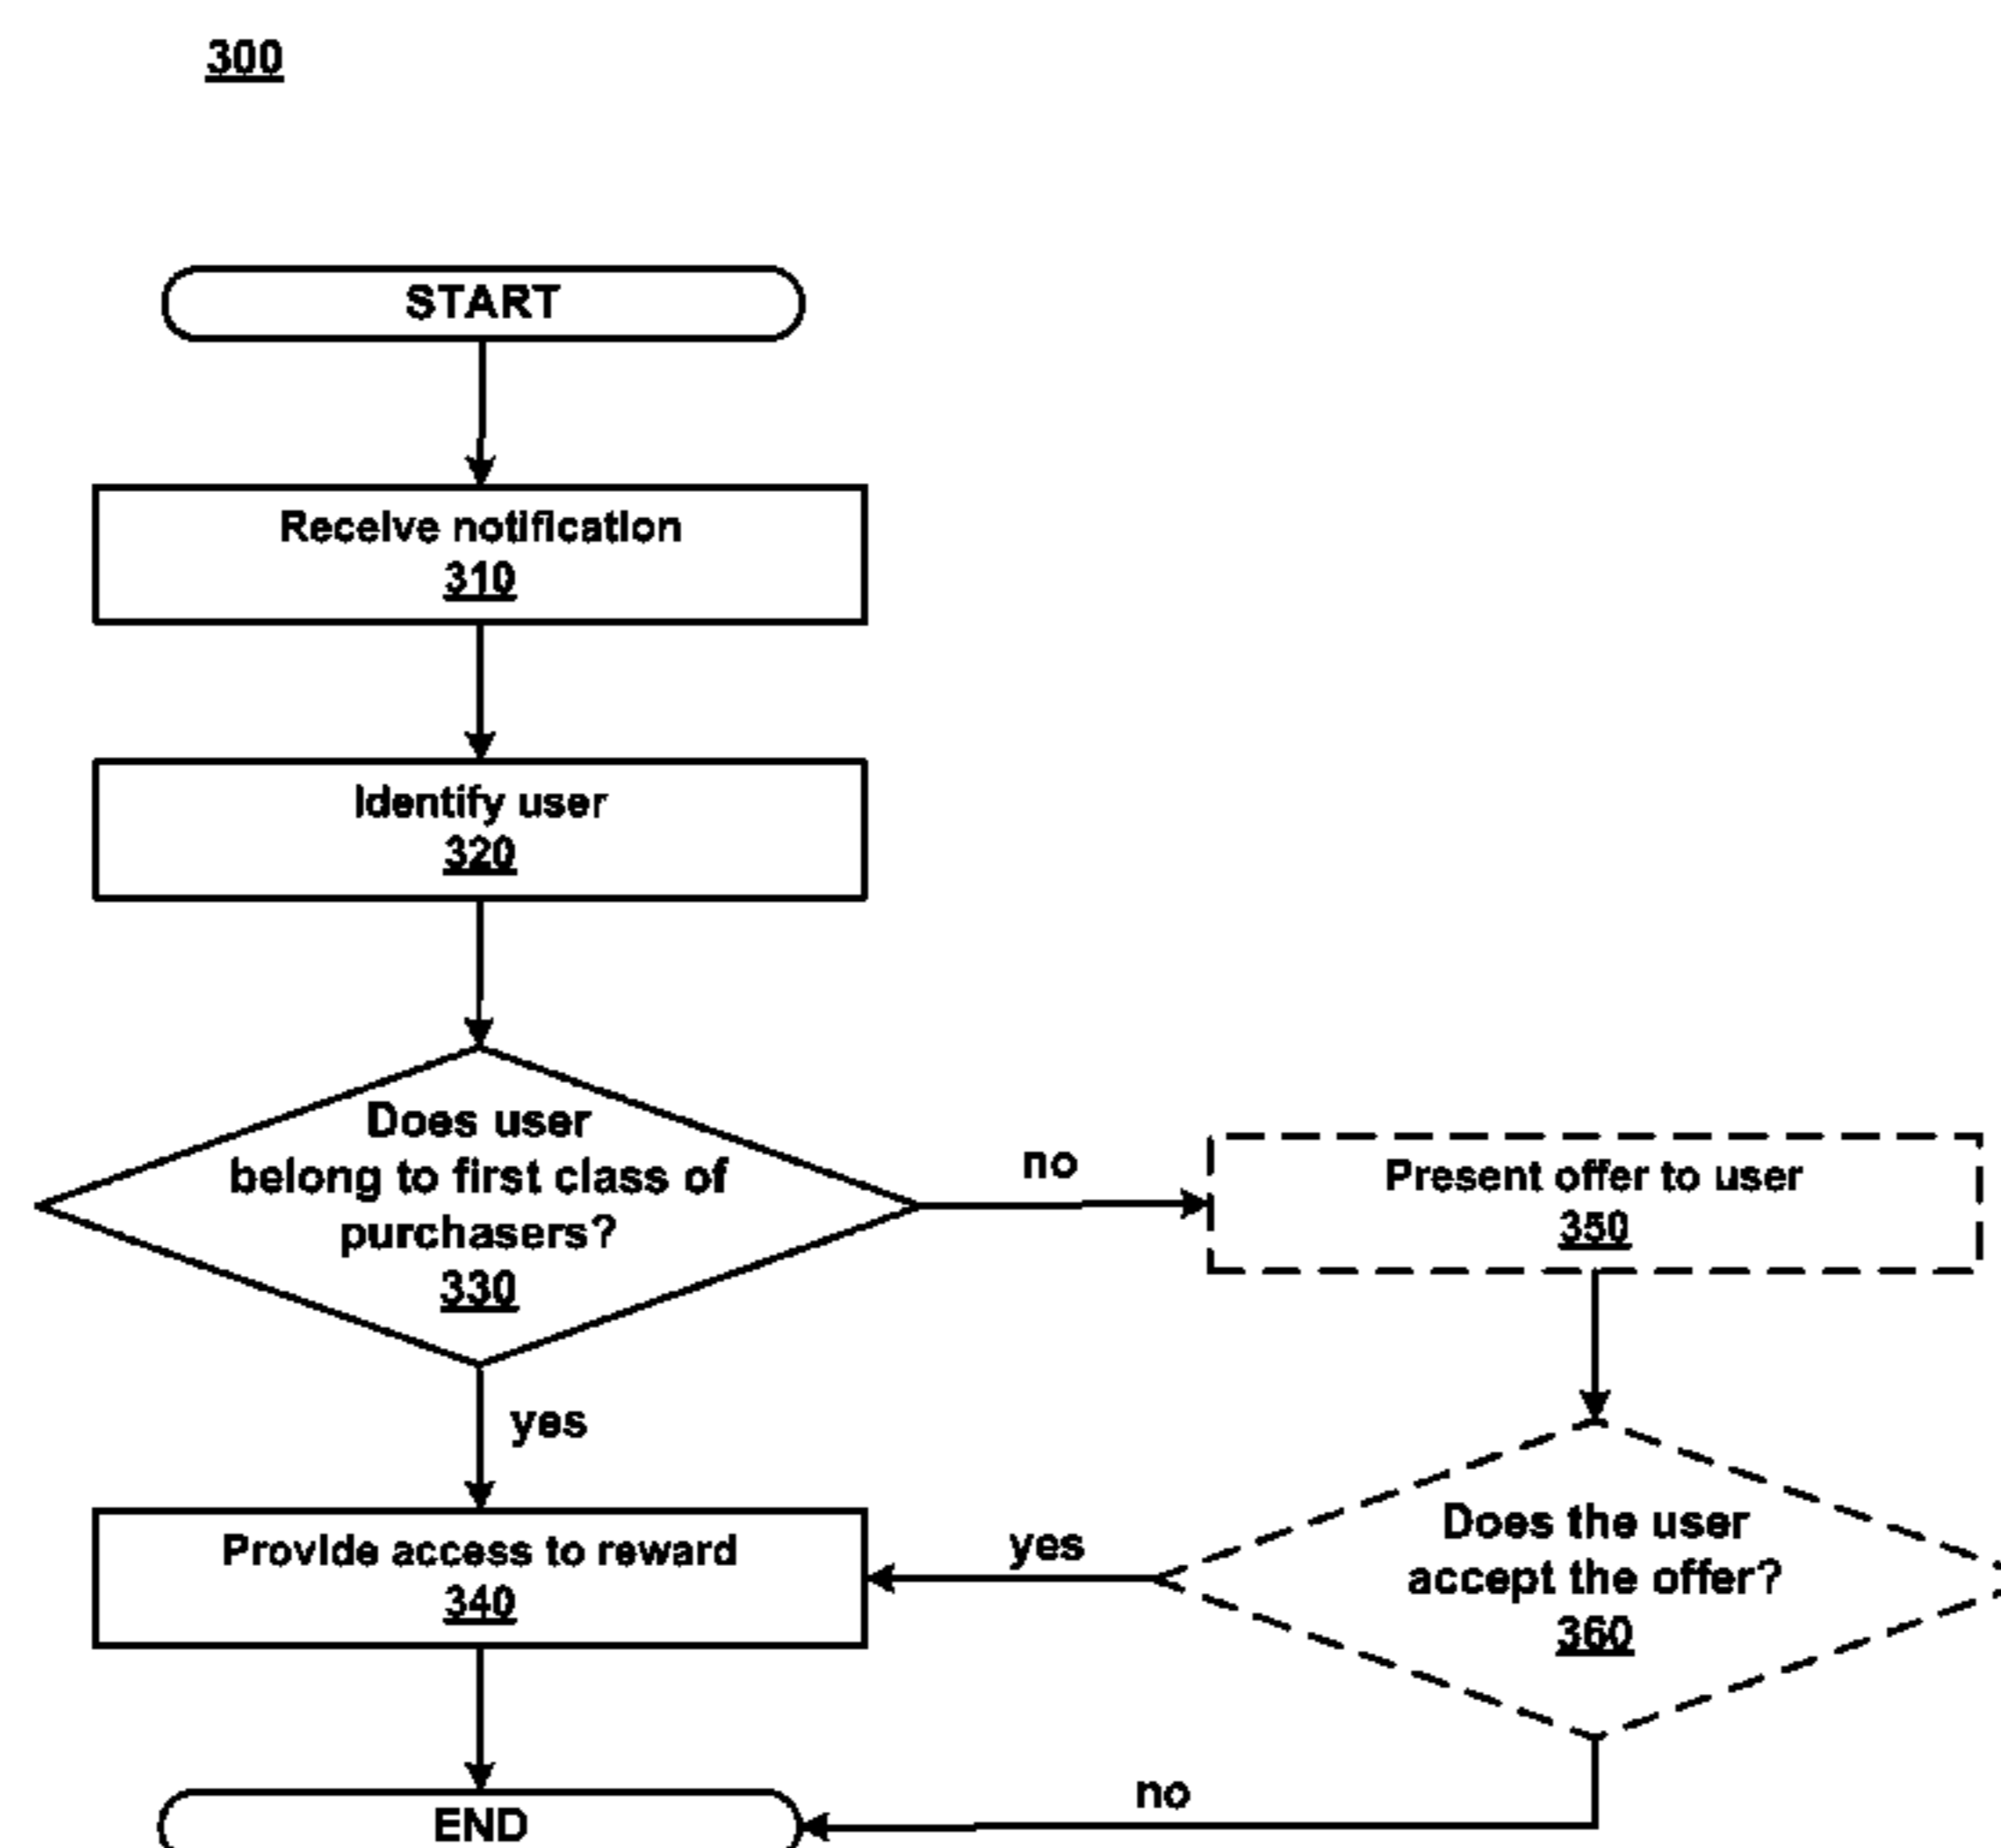 300
START
Receive notification
310
Identify user
320
Does user
belong to first class of
purchasers?
330
no
Present offer to user
350
yes
Provide access to reward
340
yes
Does the user
accept the offer?
360
no
END